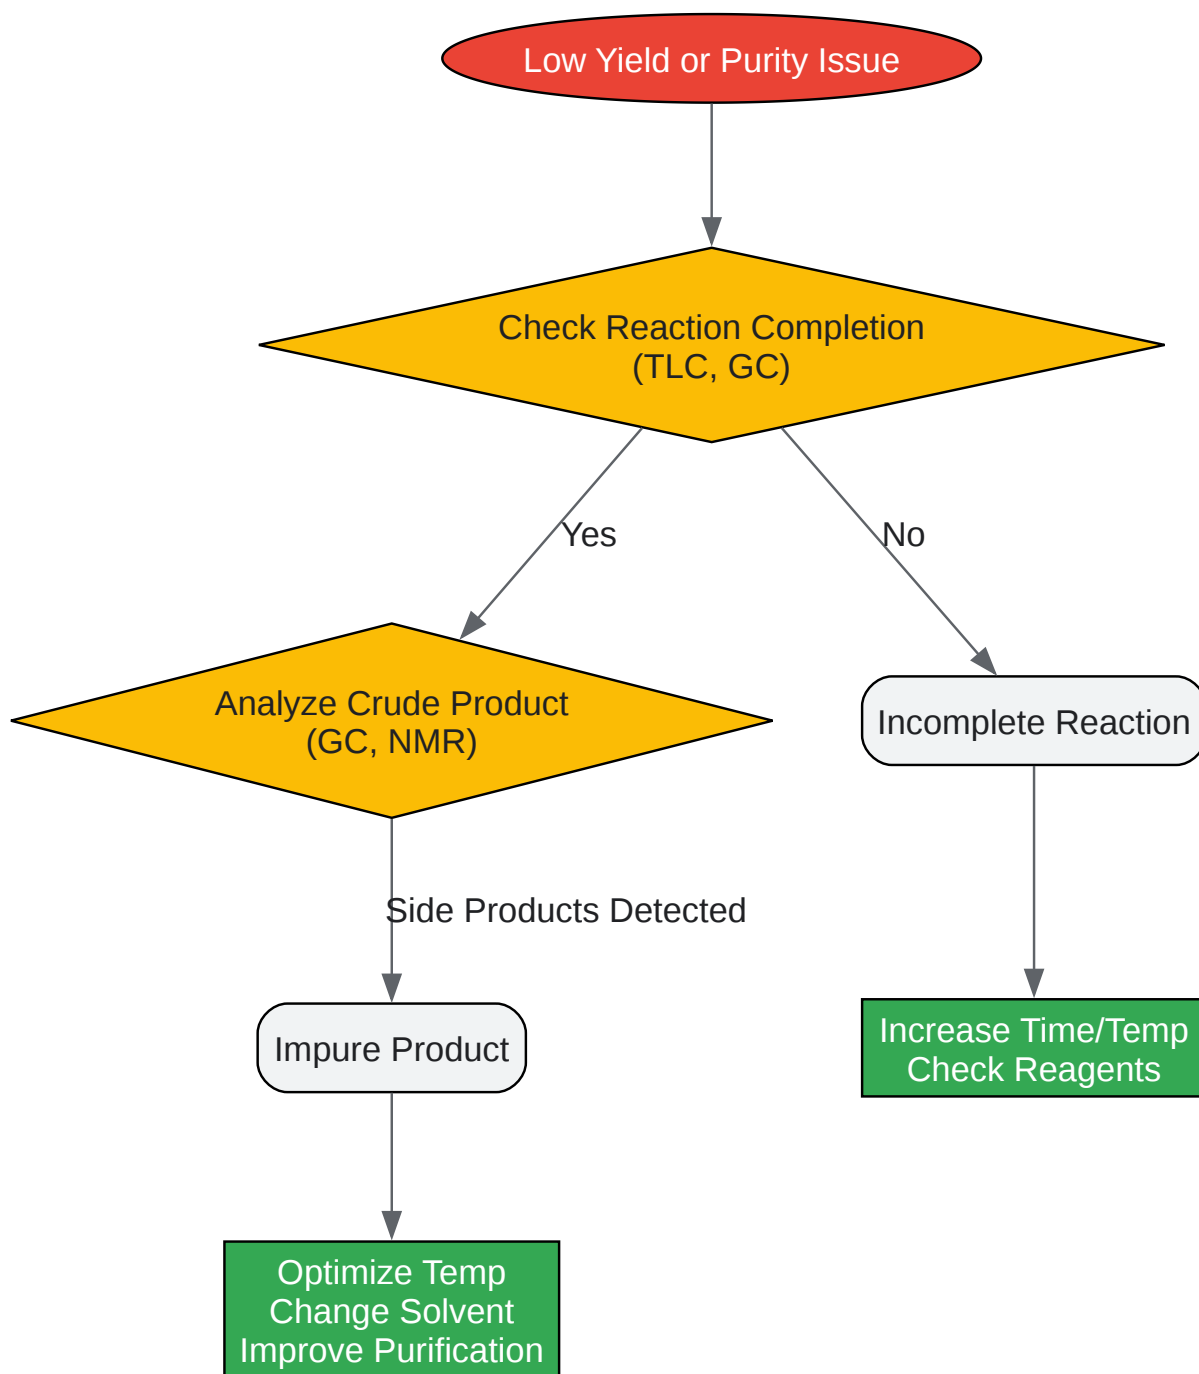 Low Yield or Purity Issue
Check Reaction Completion
(TLC, GC)
Yes
No
Analyze Crude Product
(GC, NMR)
Incomplete Reaction
Side Products Detected
Impure Product
Increase Time/Temp
Check Reagents
Optimize Temp
Change Solvent
Improve Purification